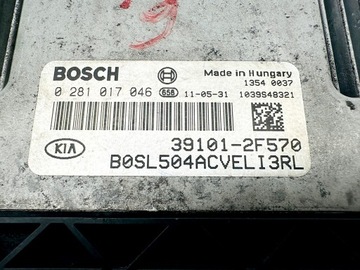 BOSCH
Made in Hungary
1354 0037
0 281 017 046 658 11-05-31 1039S48321
KIA
39101-2F570
B0SL504ACVELI3RL